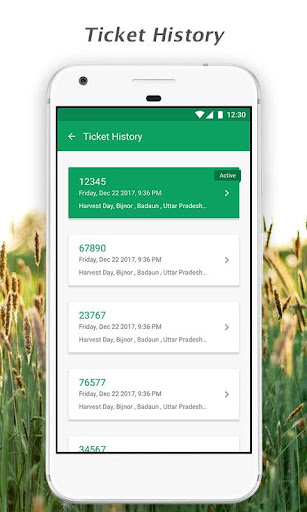 Ticket History
12:30
Ticket History
Active
12345
Friday, Dec 22 2017, 9:36 PM
Harvest Day, Bijnor , Badaun , Uttar Pradesh...
67890
Friday, Dec 22 2017, 9:36 PM
Harvest Day, Bijnor , Badaun , Uttar Pradesh...
23767
Friday, Dec 22 2017, 9:36 PM
Harvest Day, Bijnor , Badaun , Uttar Pradesh...
76577
Friday, Dec 22 2017, 9:36 PM
Harvest Day, Bijnor , Badaun , Uttar Pradesh...
34567